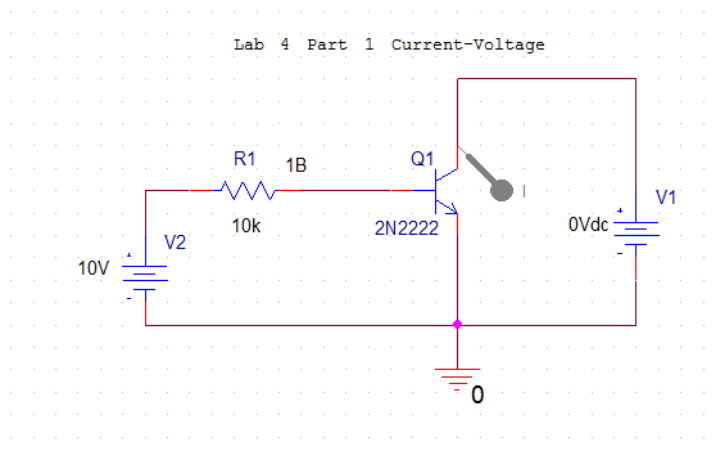 Lab 4 Part 1 Current-Voltage
R1
1B
Q1
I
V1
10k
2N2222
0Vdc
V2
10V
0